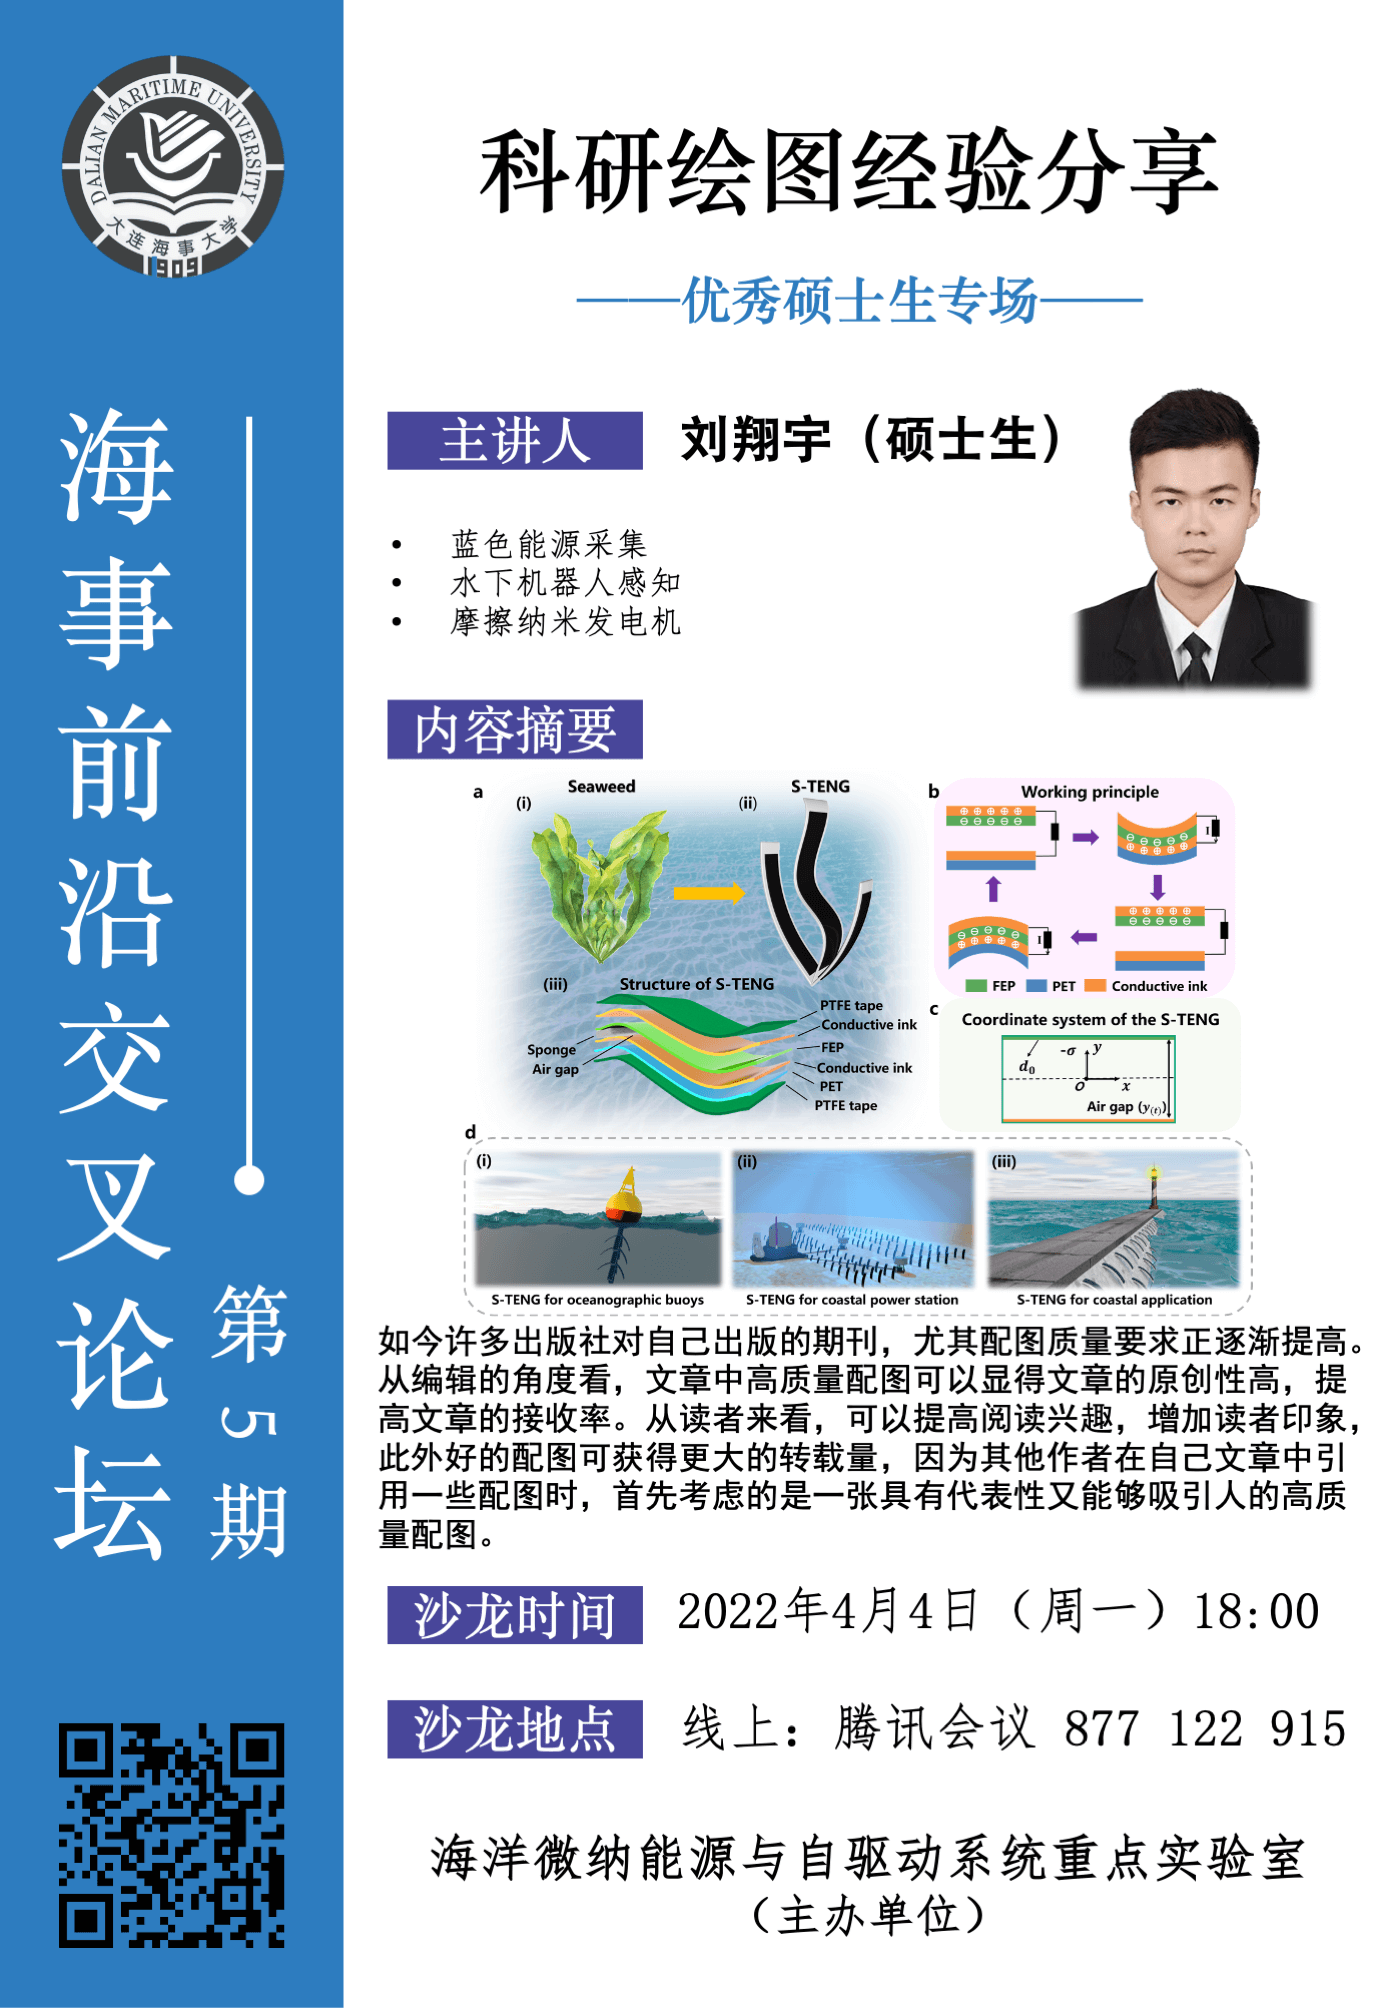 DALIAN MARITIME UNIVERSITY
大连海事大学
1909
海事前沿交叉论坛
第5期
科研绘图经验分享
——优秀硕士生专场——
主讲人
刘翔宇（硕士生）
• 蓝色能源采集
• 水下机器人感知
• 摩擦纳米发电机
内容摘要
a
Seaweed
(i)
S-TENG
(ii)
(iii)
Structure of S-TENG
PTFE tape
Conductive ink
Sponge
FEP
Air gap
Conductive ink
PET
PTFE tape
b
Working principle
I
I
FEP PET Conductive ink
c
Coordinate system of the S-TENG
-σ y
d₀
O x
Air gap (y₍t₎)
d
(i)
(ii)
(iii)
S-TENG for oceanographic buoys
S-TENG for coastal power station
S-TENG for coastal application
如今许多出版社对自己出版的期刊，尤其配图质量要求正逐渐提高。
从编辑的角度看，文章中高质量配图可以显得文章的原创性高，提
高文章的接收率。从读者来看，可以提高阅读兴趣，增加读者印象，
此外好的配图可获得更大的转载量，因为其他作者在自己文章中引
用一些配图时，首先考虑的是一张具有代表性又能够吸引人的高质
量配图。
沙龙时间
2022年4月4日（周一）18:00
沙龙地点
线上：腾讯会议 877 122 915
海洋微纳能源与自驱动系统重点实验室
（主办单位）